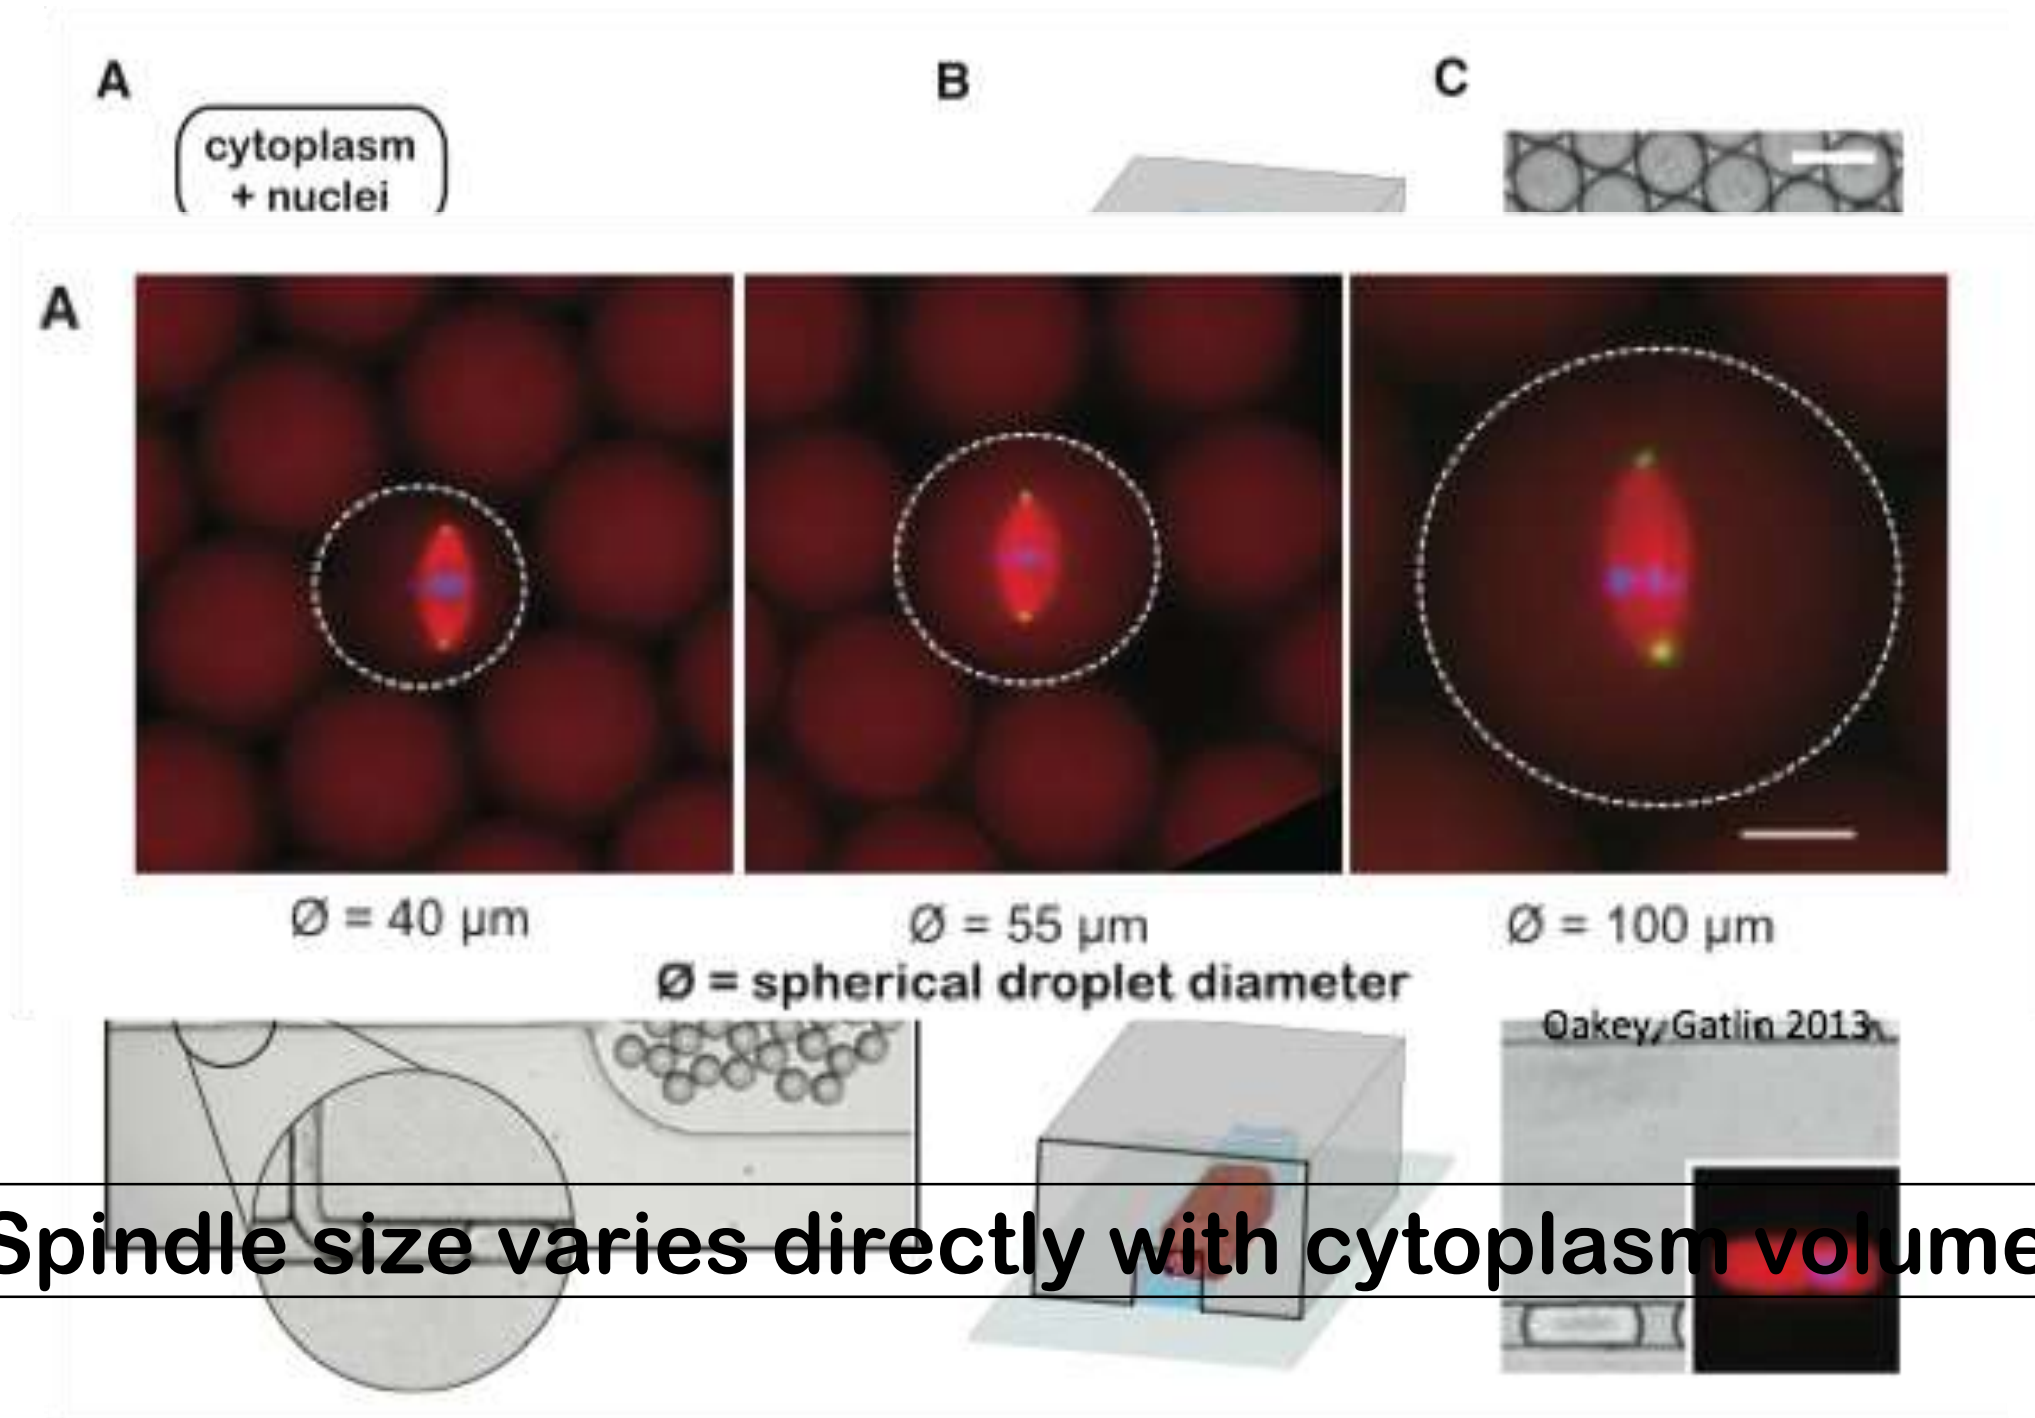 A
B
C
cytoplasm
+ nuclei
A
Ø = 40 µm
Ø = 55 µm
Ø = 100 µm
Ø = spherical droplet diameter
Oakey, Gatlin 2013
Spindle size varies directly with cytoplasm volume